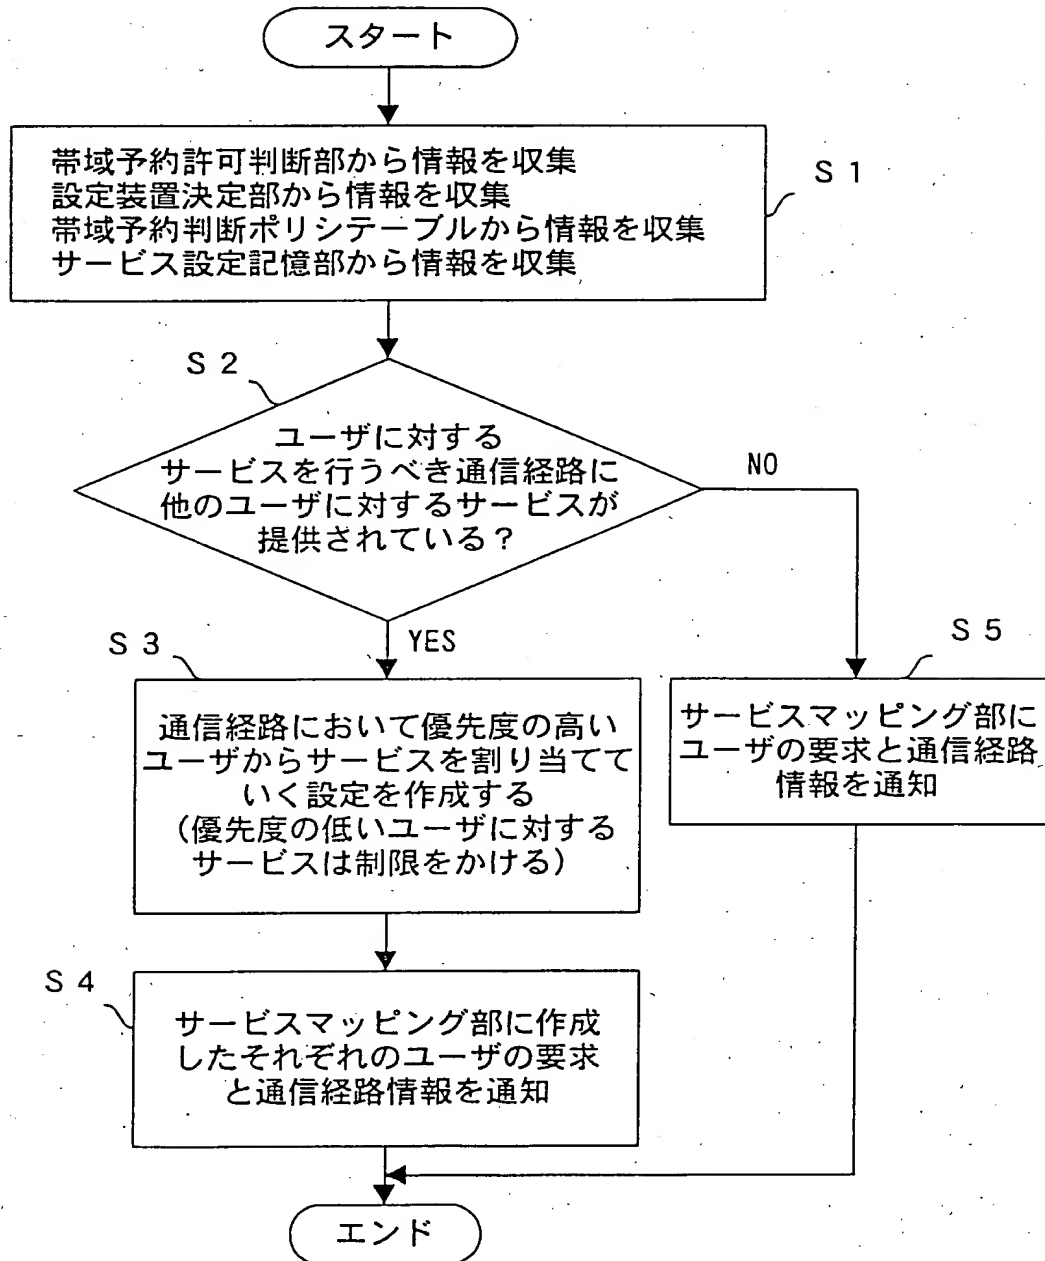 スタート
帯域予約許可判断部から情報を収集
設定装置決定部から情報を収集
帯域予約判断ポリシテーブルから情報を収集
サービス設定記憶部から情報を収集
S1
S2
ユーザに対する
サービスを行うべき通信経路に
他のユーザに対するサービスが
提供されている？
NO
YES
S3
通信経路において優先度の高い
ユーザからサービスを割り当てて
いく設定を作成する
（優先度の低いユーザに対する
サービスは制限をかける）
S5
サービスマッピング部に
ユーザの要求と通信経路
情報を通知
S4
サービスマッピング部に作成
したそれぞれのユーザの要求
と通信経路情報を通知
エンド